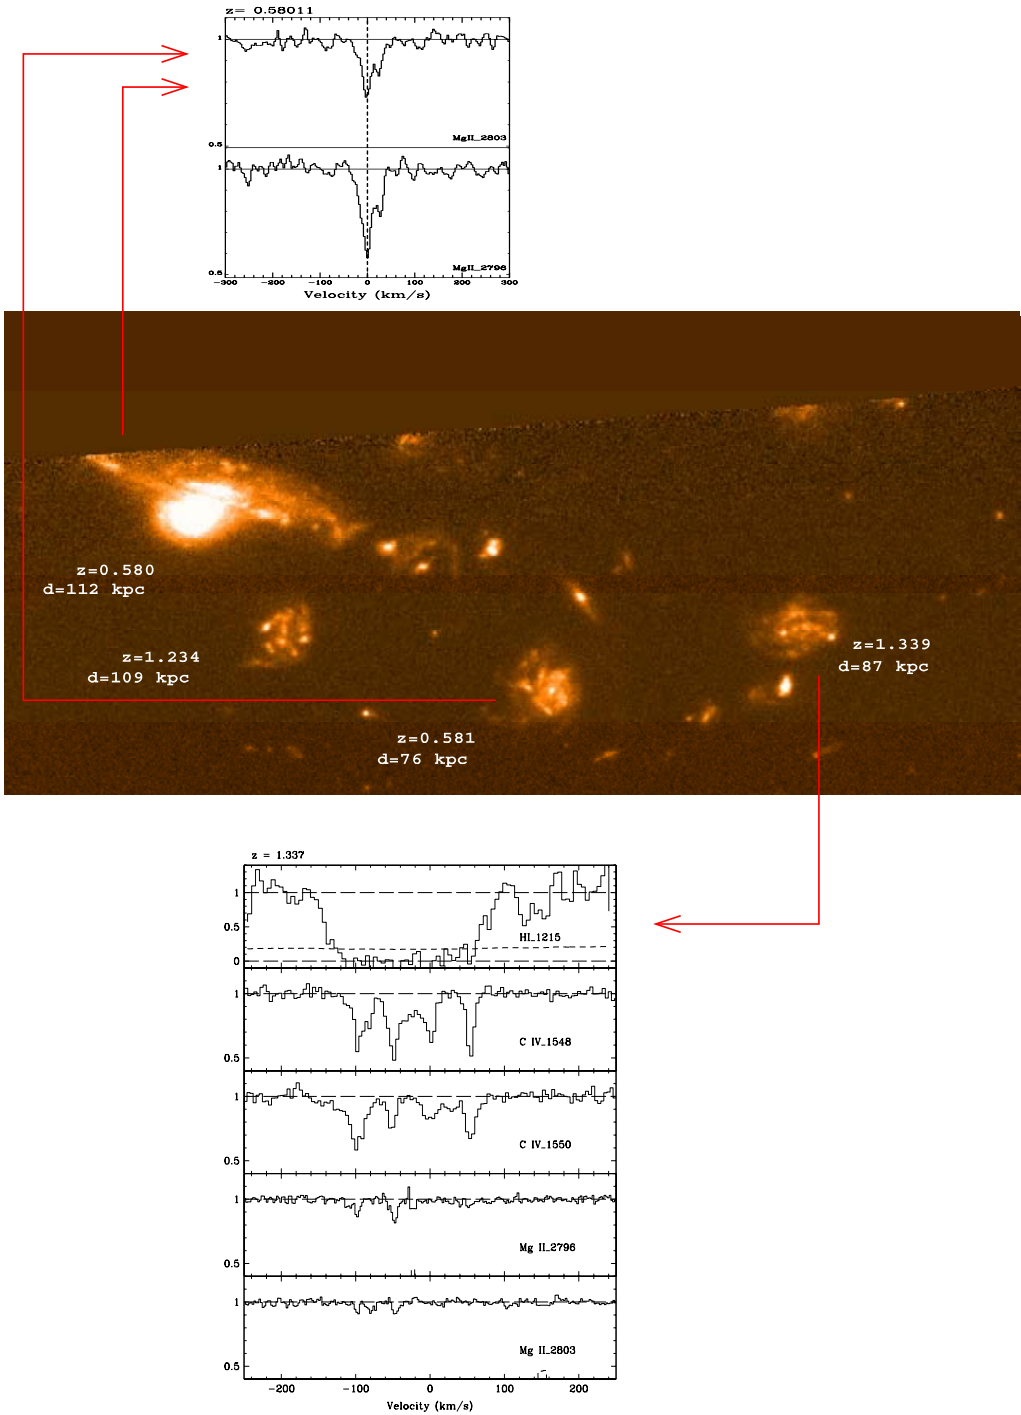 z= 0.58011
1
MgII_2803
0.5
1
MgII_2796
0.5
-300 -200 -100 0 100 200 300
Velocity (km/s)
z=0.580
d=112 kpc
z=1.234
d=109 kpc
z=1.339
d=87 kpc
z=0.581
d=76 kpc
z = 1.337
1
0.5
HI_1215
0
1
C IV_1548
0.5
1
C IV_1550
0.5
1
Mg II_2796
0.5
1
Mg II_2803
0.5
-200 -100 0 100 200
Velocity (km/s)